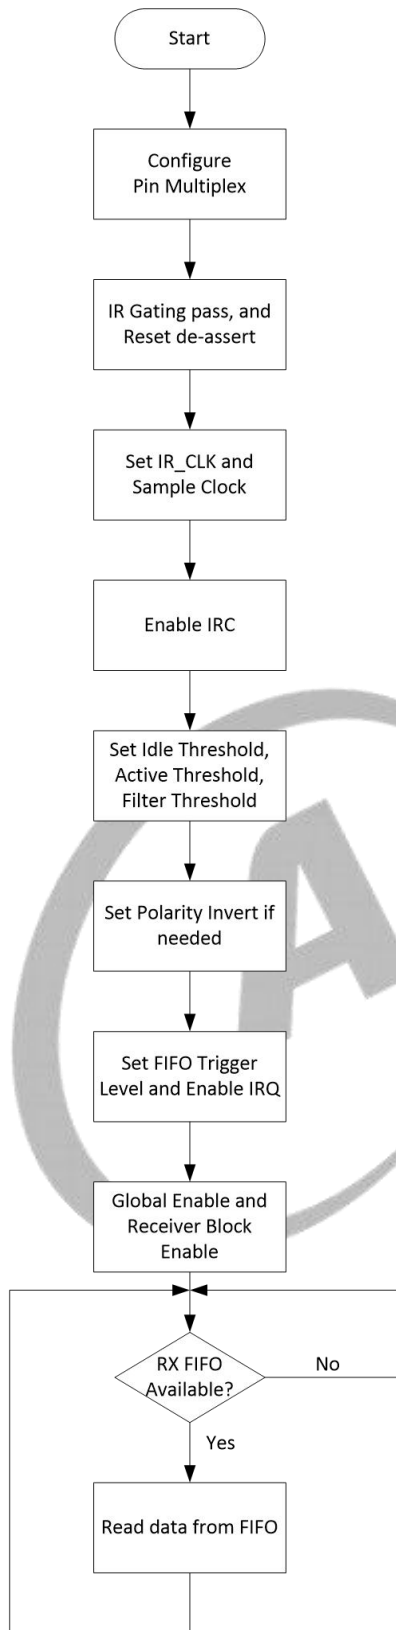 Start
Configure
Pin Multiplex
IR Gating pass, and
Reset de-assert
Set IR_CLK and
Sample Clock
Enable IRC
Set Idle Threshold,
Active Threshold,
Filter Threshold
Set Polarity Invert if
needed
Set FIFO Trigger
Level and Enable IRQ
Global Enable and
Receiver Block
Enable
RX FIFO
Available?
No
Yes
Read data from FIFO